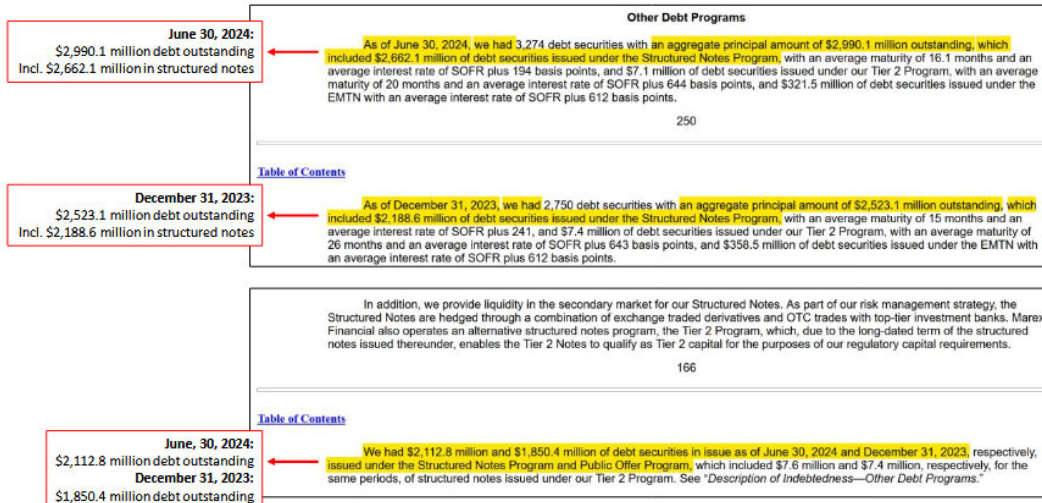 Other Debt Programs
June 30, 2024:
$2,990.1 million debt outstanding
Incl. $2,662.1 million in structured notes
As of June 30, 2024, we had 3,274 debt securities with an aggregate principal amount of $2,990.1 million outstanding, which
included $2,662.1 million of debt securities issued under the Structured Notes Program, with an average maturity of 16.1 months and an
average interest rate of SOFR plus 194 basis points, and $7.1 million of debt securities issued under our Tier 2 Program, with an average
maturity of 20 months and an average interest rate of SOFR plus 644 basis points, and $321.5 million of debt securities issued under the
EMTN with an average interest rate of SOFR plus 612 basis points.
250
Table of Contents
December 31, 2023:
$2,523.1 million debt outstanding
Incl. $2,188.6 million in structured notes
As of December 31, 2023, we had 2,750 debt securities with an aggregate principal amount of $2,523.1 million outstanding, which
included $2,188.6 million of debt securities issued under the Structured Notes Program, with an average maturity of 15 months and an
average interest rate of SOFR plus 241, and $7.4 million of debt securities issued under our Tier 2 Program, with an average maturity of
26 months and an average interest rate of SOFR plus 643 basis points, and $358.5 million of debt securities issued under the EMTN with
an average interest rate of SOFR plus 612 basis points.
In addition, we provide liquidity in the secondary market for our Structured Notes. As part of our risk management strategy, the
Structured Notes are hedged through a combination of exchange traded derivatives and OTC trades with top-tier investment banks. Marex
Financial also operates an alternative structured notes program, the Tier 2 Program, which, due to the long-dated term of the structured
notes issued thereunder, enables the Tier 2 Notes to qualify as Tier 2 capital for the purposes of our regulatory capital requirements.
166
Table of Contents
June, 30, 2024:
$2,112.8 million debt outstanding
December 31, 2023:
$1,850.4 million debt outstanding
We had $2,112.8 million and $1,850.4 million of debt securities in issue as of June 30, 2024 and December 31, 2023, respectively,
issued under the Structured Notes Program and Public Offer Program, which included $7.6 million and $7.4 million, respectively, for the
same periods, of structured notes issued under our Tier 2 Program. See “Description of Indebtedness—Other Debt Programs.”